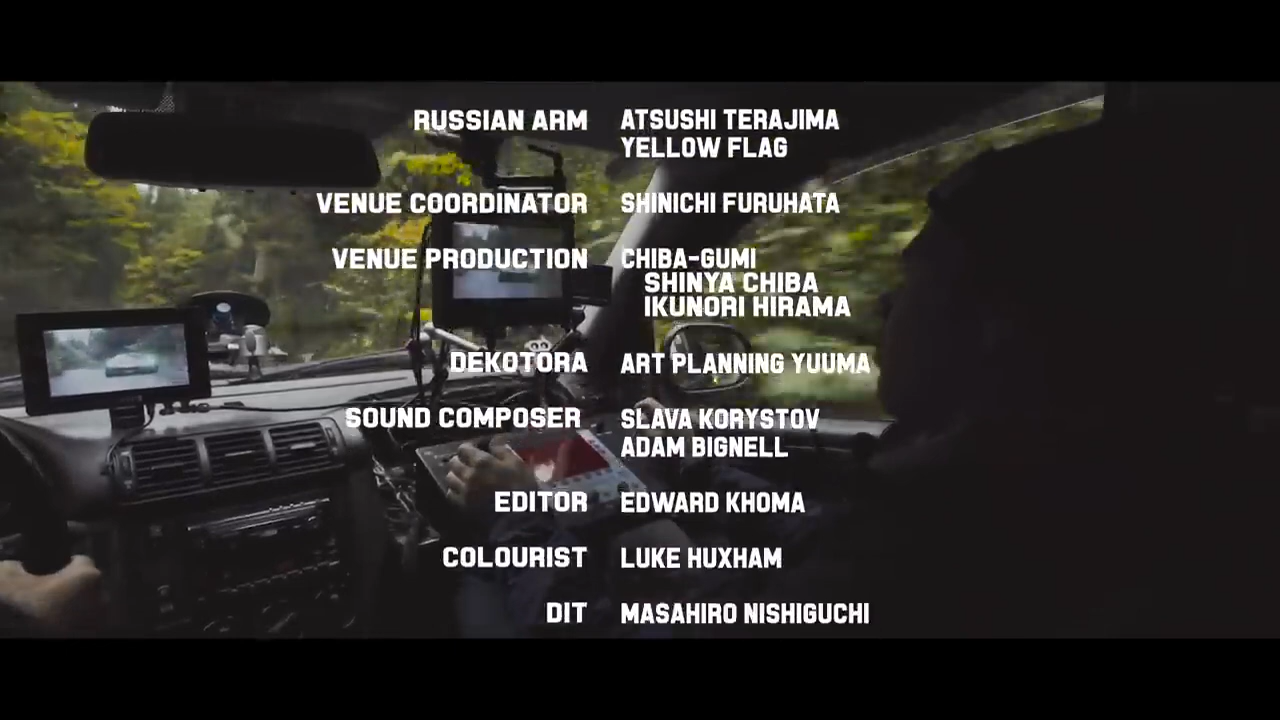 RUSSIAN ARM ATSUSHI TERAJIMA
YELLOW FLAG
VENUE COORDINATOR SHINICHI FURUHATA
VENUE PRODUCTION CHIBA-GUMI
SHINYA CHIBA
IKUNORI HIRAMA
DEKOTORA ART PLANNING YUUMA
SOUND COMPOSER SLAVA KORYSTOV
ADAM BIGNELL
EDITOR EDWARD KHOMA
COLOURIST LUKE HUXHAM
DIT MASAHIRO NISHIGUCHI